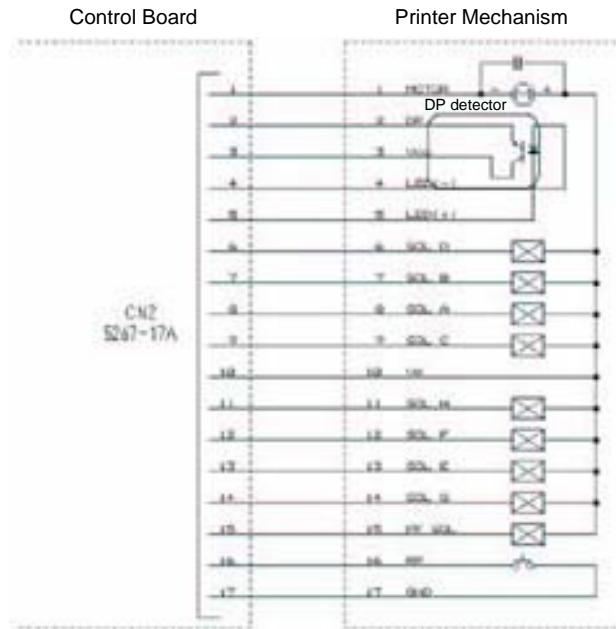 Control Board
Printer Mechanism
1 1 MOTOR
DP detector
2 2 DP
3 3 Vcc
4 4 LED(-)
5 5 LED(+)
6 6 SOL D
7 7 SOL B
8 8 SOL A
9 9 SOL C
CN2
5267-17A
10 10
11 11 SOL H
12 12 SOL F
13 13 SOL E
14 14 SOL G
15 15 SOL
16 16
17 17 GND